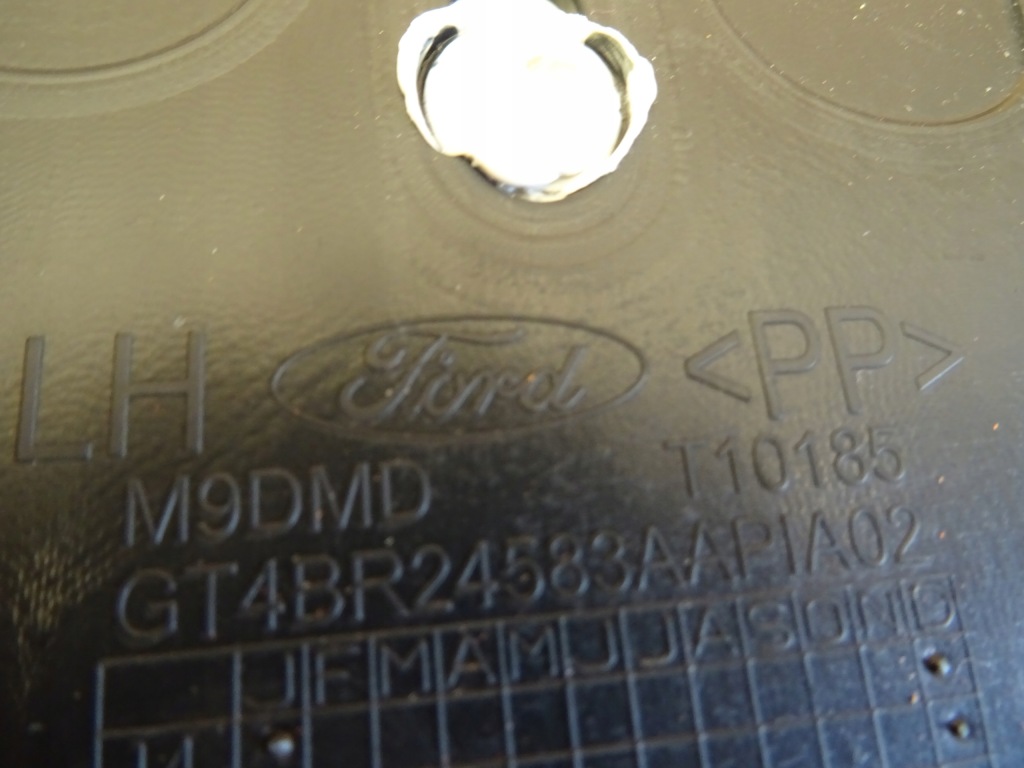 LH Ford >PP<
M9DMD T10185
GT4BR24583AAPIA02
J F M A M J J A S O N D